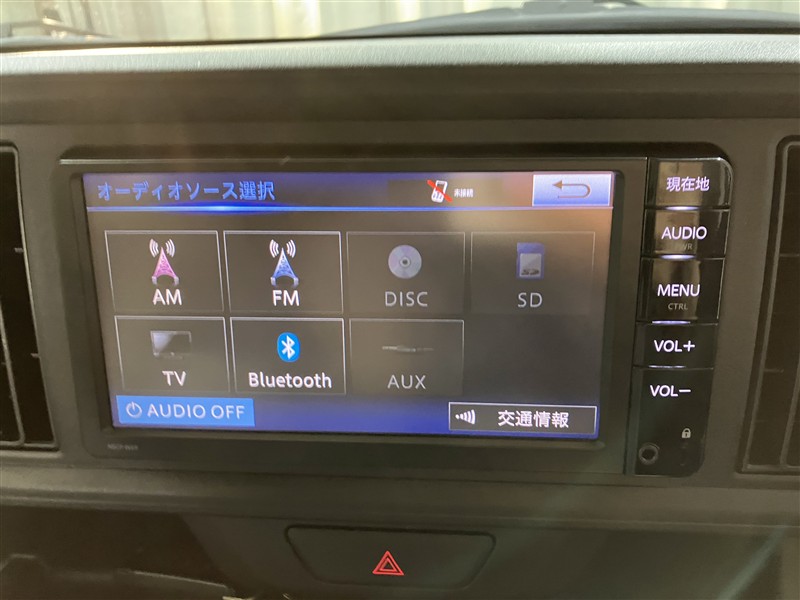 オーディオソース選択
未接続
現在地
AUDIO
PWR
MENU
CTRL
VOL+
VOL-
AM
FM
DISC
SD
TV
Bluetooth
AUX
AUDIO OFF
交通情報